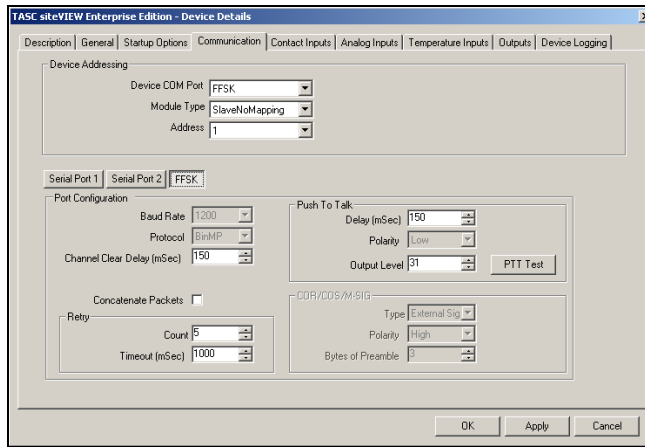 TASC siteVIEW Enterprise Edition - Device Details
Description General Startup Options Communication Contact Inputs Analog Inputs Temperature Inputs Outputs Device Logging
Device Addressing
Device COM Port FFSK
Module Type SlaveNoMapping
Address 1
Serial Port 1 Serial Port 2 FFSK
Port Configuration
Baud Rate 1200
Protocol BinMP
Channel Clear Delay (mSec) 150
Concatenate Packets
Retry
Count 5
Timeout (mSec) 1000
Push To Talk
Delay (mSec) 150
Polarity Low
Output Level 31 PTT Test
COR/COS/M-SIG
Type External Sig
Polarity High
Bytes of Preamble 3
OK Apply Cancel